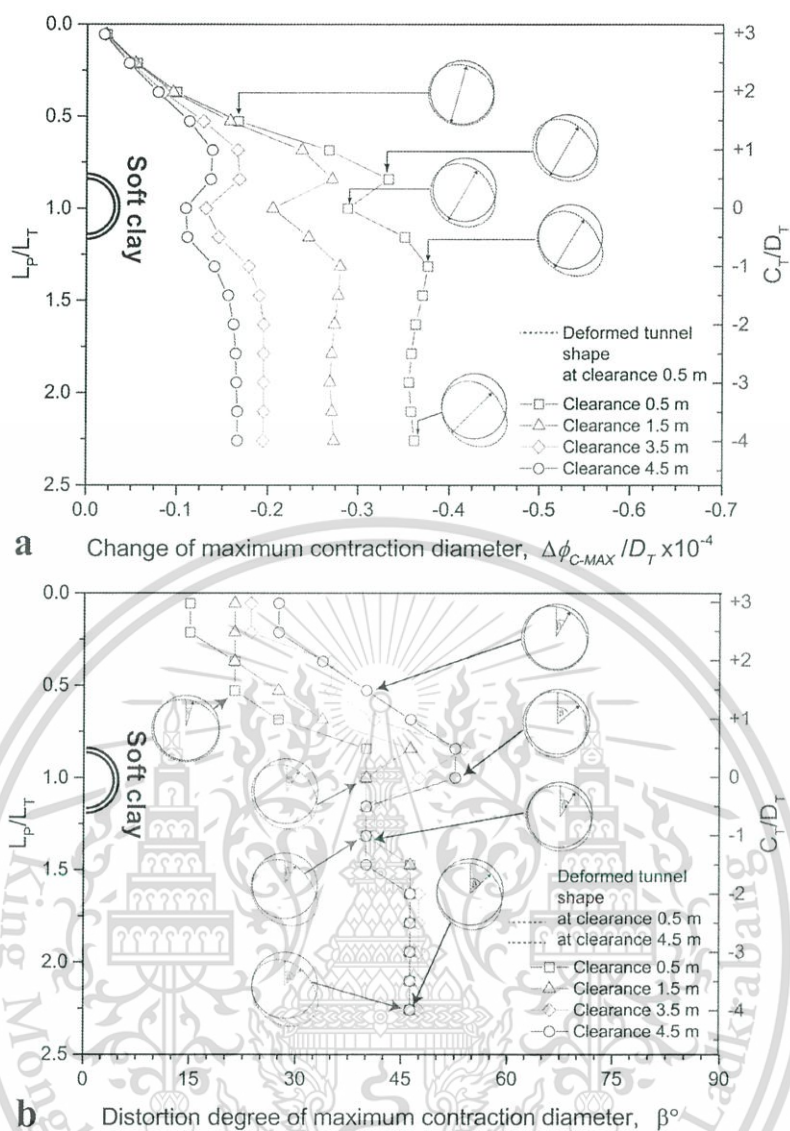 0.0
0.5
1.0
1.5
2.0
2.5
L_P/L_T
Soft clay
+3
+2
+1
0
-1
-2
-3
-4
C_T/D_T
Deformed tunnel
shape
at clearance 0.5 m
Clearance 0.5 m
Clearance 1.5 m
Clearance 3.5 m
Clearance 4.5 m
0.0 -0.1 -0.2 -0.3 -0.4 -0.5 -0.6 -0.7
a Change of maximum contraction diameter, Δϕ_C-MAX /D_T x10⁻⁴
0.0
0.5
1.0
1.5
2.0
2.5
L_P/L_T
Soft clay
+3
+2
+1
0
-1
-2
-3
-4
C_T/D_T
Deformed tunnel
shape
at clearance 0.5 m
at clearance 4.5 m
Clearance 0.5 m
Clearance 1.5 m
Clearance 3.5 m
Clearance 4.5 m
0 15 30 45 60 75 90
b Distortion degree of maximum contraction diameter, β°
King Mong
Ladkrabang